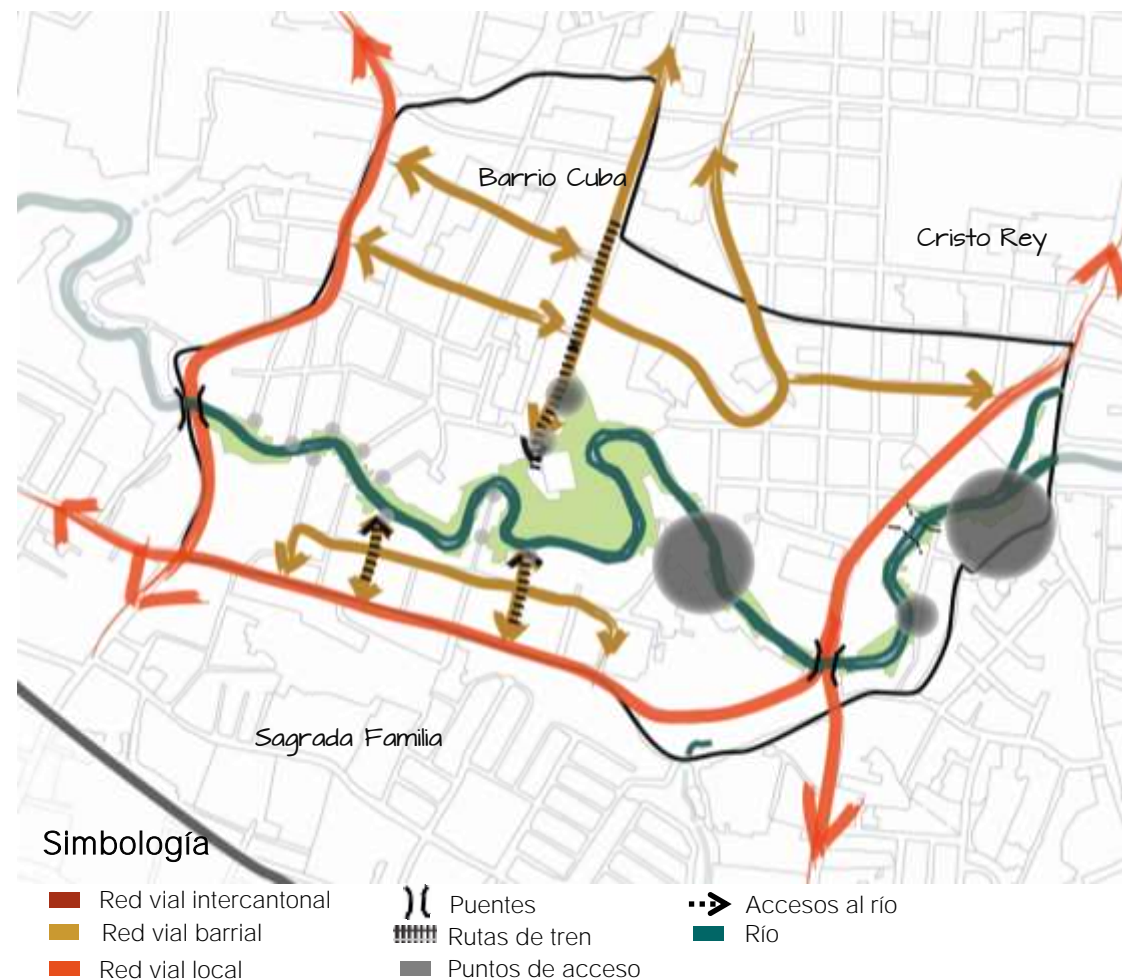 Barrio Cuba
Cristo Rey
Sagrada Familia
Simbología
Red vial intercantonal
Red vial barrial
Red vial local
Puentes
Rutas de tren
Puntos de acceso
Accesos al río
Río